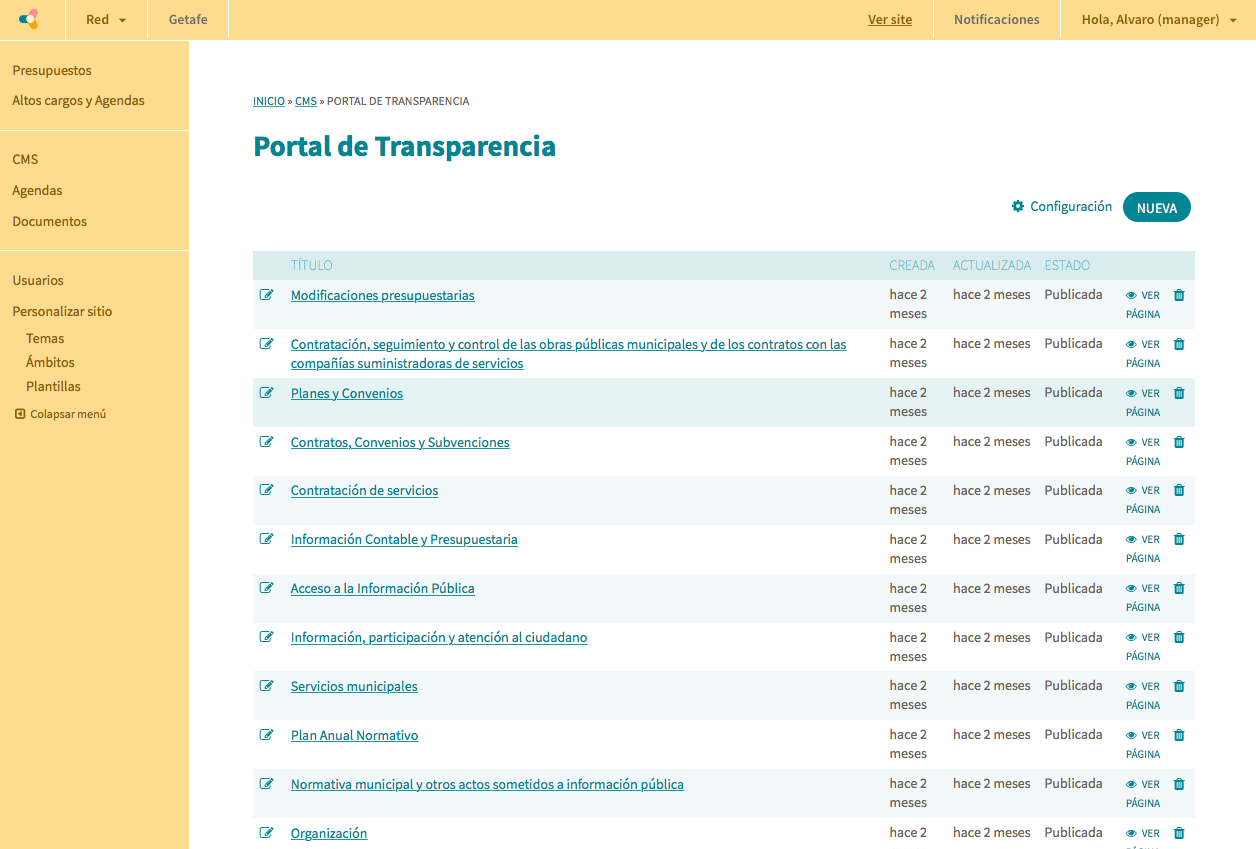 Red
Getafe
Ver site
Notificaciones
Hola, Alvaro (manager)
Presupuestos
Altos cargos y Agendas
CMS
Agendas
Documentos
Usuarios
Personalizar sitio
Temas
Ámbitos
Plantillas
Colapsar menú
INICIO » CMS » PORTAL DE TRANSPARENCIA
Portal de Transparencia
Configuración
NUEVA
TÍTULO CREADA ACTUALIZADA ESTADO
Modificaciones presupuestarias hace 2 hace 2 meses Publicada VER
meses PÁGINA
Contratación, seguimiento y control de las obras públicas municipales y de los contratos con las hace 2 hace 2 meses Publicada VER
compañías suministradoras de servicios meses PÁGINA
Planes y Convenios hace 2 hace 2 meses Publicada VER
meses PÁGINA
Contratos, Convenios y Subvenciones hace 2 hace 2 meses Publicada VER
meses PÁGINA
Contratación de servicios hace 2 hace 2 meses Publicada VER
meses PÁGINA
Información Contable y Presupuestaria hace 2 hace 2 meses Publicada VER
meses PÁGINA
Acceso a la Información Pública hace 2 hace 2 meses Publicada VER
meses PÁGINA
Información, participación y atención al ciudadano hace 2 hace 2 meses Publicada VER
meses PÁGINA
Servicios municipales hace 2 hace 2 meses Publicada VER
meses PÁGINA
Plan Anual Normativo hace 2 hace 2 meses Publicada VER
meses PÁGINA
Normativa municipal y otros actos sometidos a información pública hace 2 hace 2 meses Publicada VER
meses PÁGINA
Organización hace 2 hace 2 meses Publicada VER